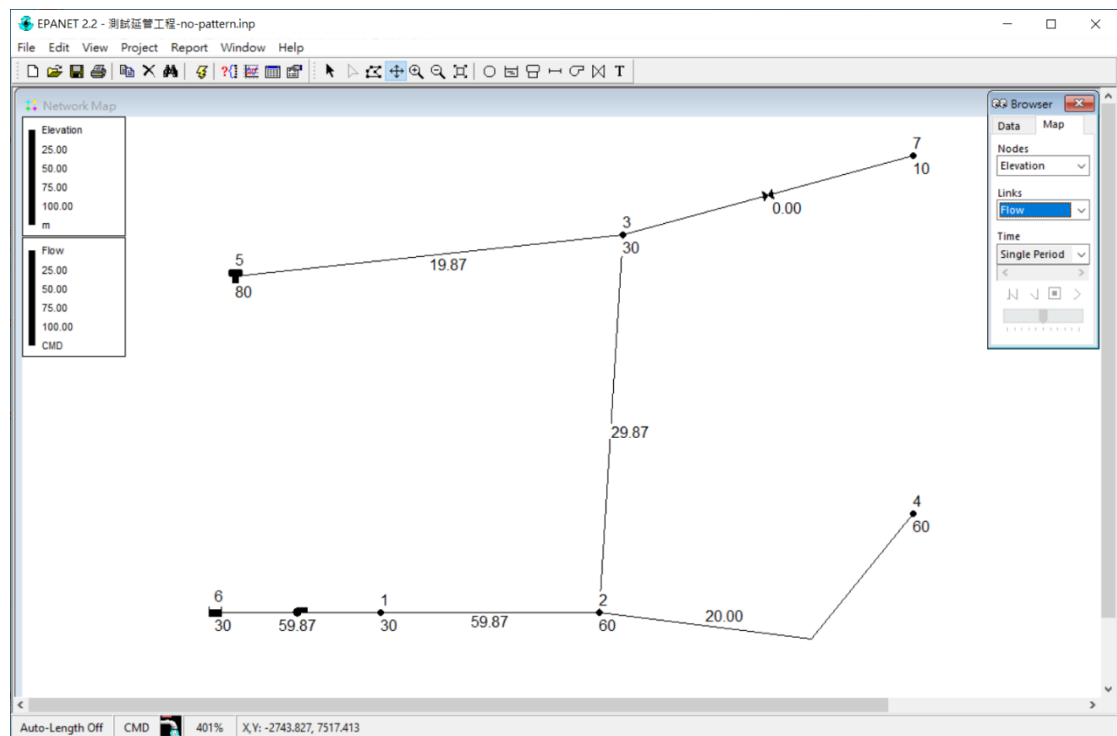 EPANET 2.2 - 測試延管工程-no-pattern.inp
File Edit View Project Report Window Help
Network Map
Elevation
25.00
50.00
75.00
100.00
m
Flow
25.00
50.00
75.00
100.00
CMD
Browser
Data Map
Nodes
Elevation
Links
Flow
Time
Single Period
7
10
0.00
3
30
5
80
19.87
29.87
4
60
6
30
59.87
1
30
59.87
2
60
20.00
Auto-Length Off CMD 401% X,Y: -2743.827, 7517.413